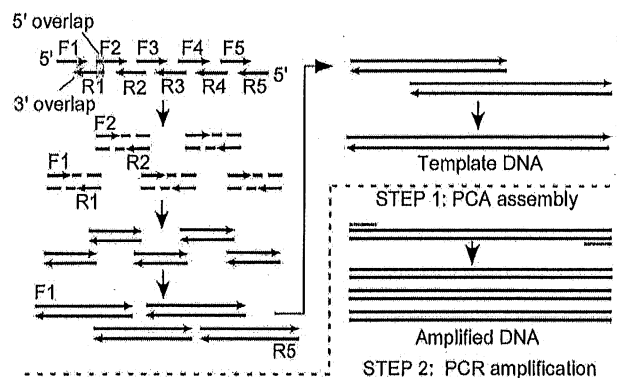 5' overlap
F1 F2 F3 F4 F5
5' 5'
R1 R2 R3 R4 R5
3' overlap
F2
R2
F1
R1
F1
R5
Template DNA
STEP 1: PCA assembly
Amplified DNA
STEP 2: PCR amplification